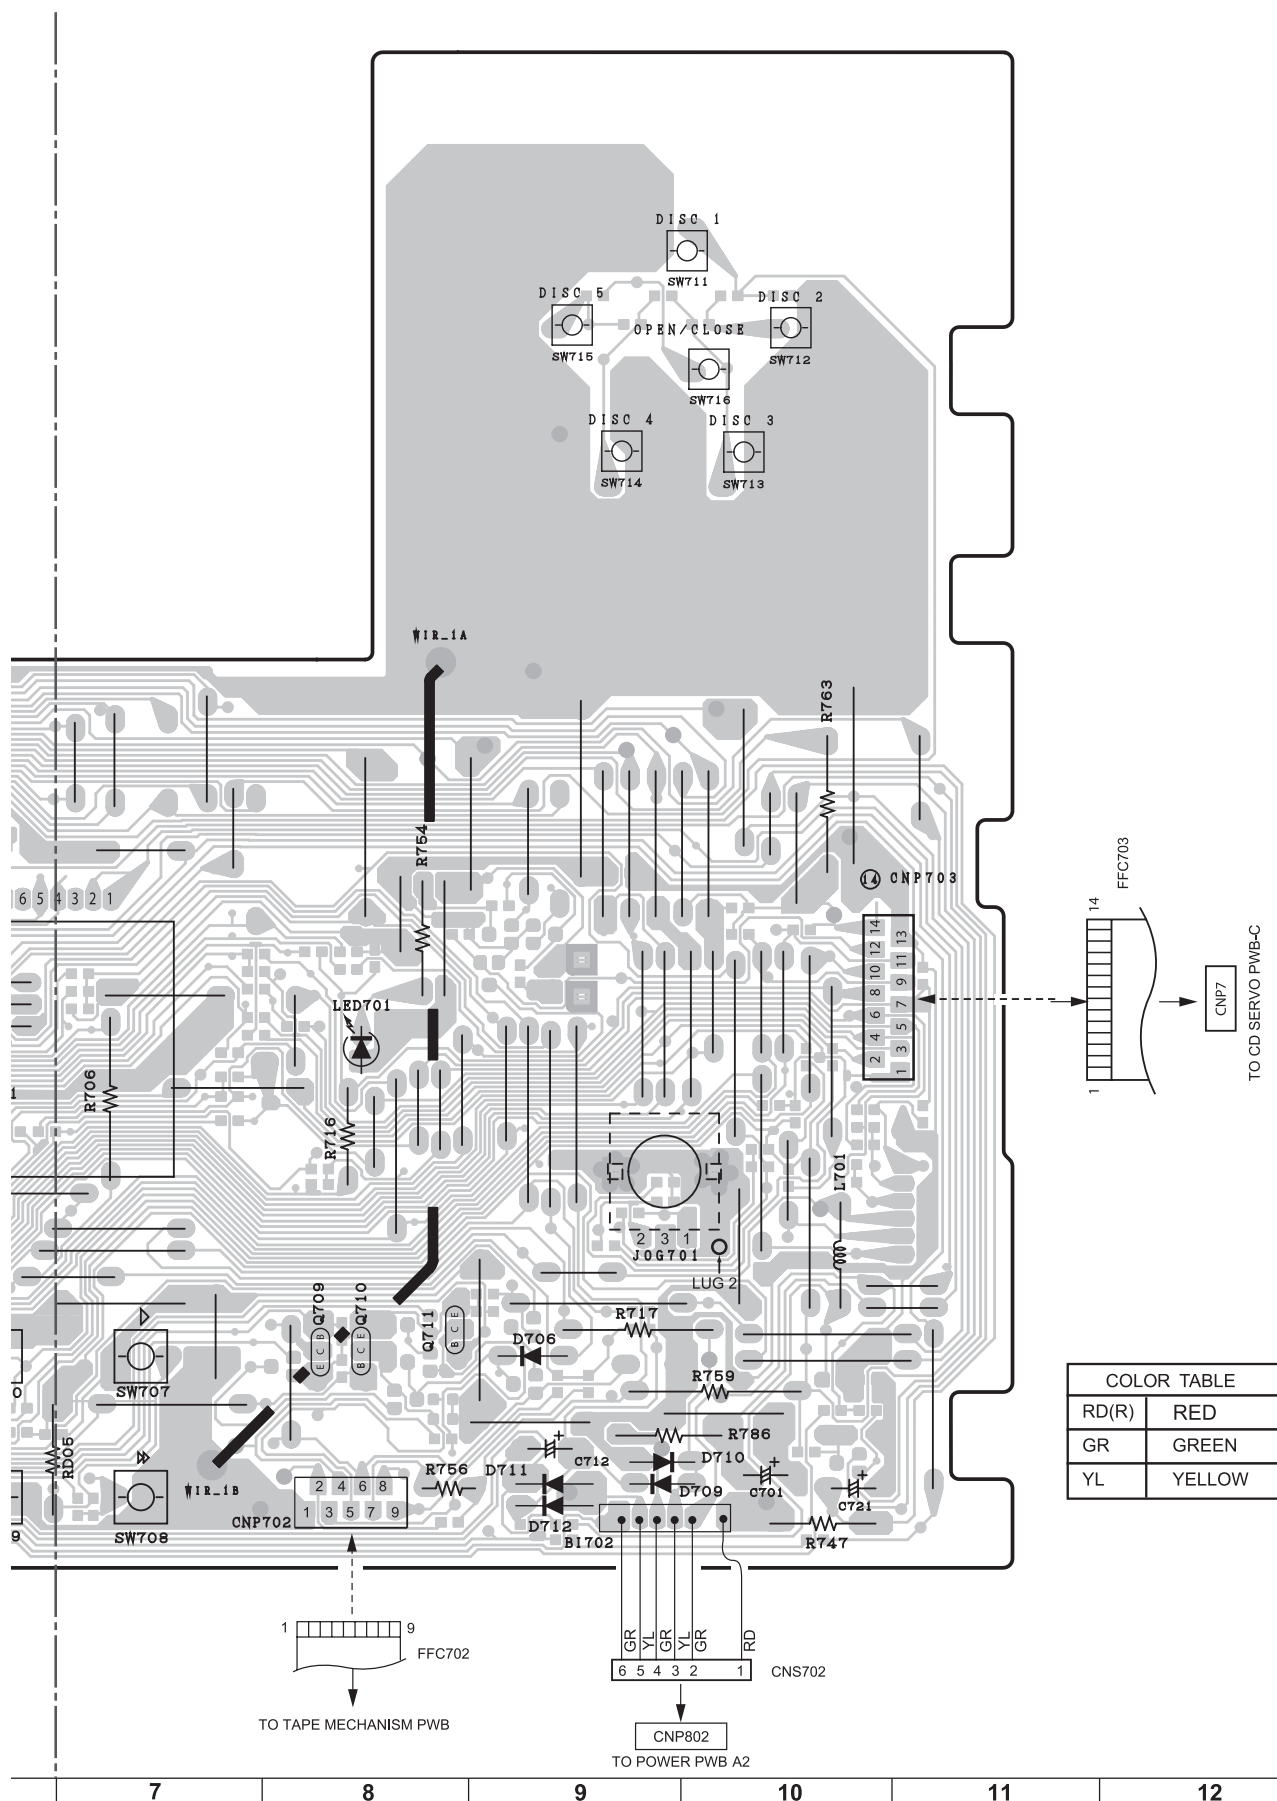 DISC 1
SW711
DISC 5
DISC 2
OPEN/CLOSE
SW715
SW712
SW716
DISC 4
DISC 3
SW714
SW713
WIR_1A
R763
R754
14 CNP703
6 5 4 3 2 1
14 13
12 11
10 9
8 7
6 5
4 3
2 1
FFC703
14
1
CNP7
TO CD SERVO PWB-C
LED701
R706
1
R716
L701
2 3 1
JOG701
LUG 2
Q709
Q710
Q711
E C B
B C E
B C E
R717
D706
SW707
0
R759
COLOR TABLE
RD(R) RED
GR GREEN
YL YELLOW
R786
RD05
C712
D710
R756
D711
D709
C701
C721
WIR_1B
2 4 6 8
1 3 5 7 9
CNP702
D712
BI702
R747
SW708
9
1 9
FFC702
GR YL GR YL GR RD
6 5 4 3 2 1
CNS702
TO TAPE MECHANISM PWB
CNP802
TO POWER PWB A2
7 8 9 10 11 12